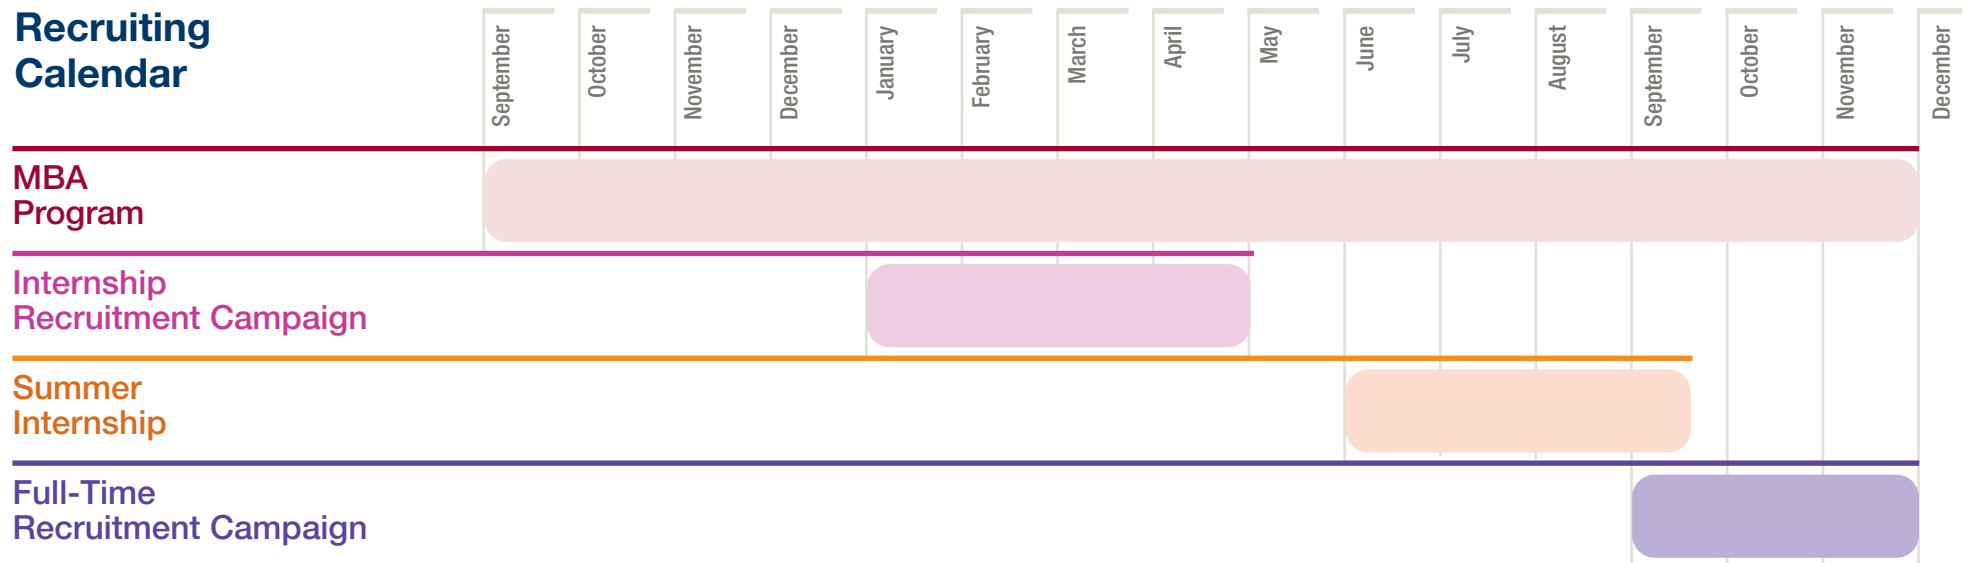 Recruiting
Calendar
September
October
November
December
January
February
March
April
May
June
July
August
September
October
November
December
MBA
Program
Internship
Recruitment Campaign
Summer
Internship
Full-Time
Recruitment Campaign